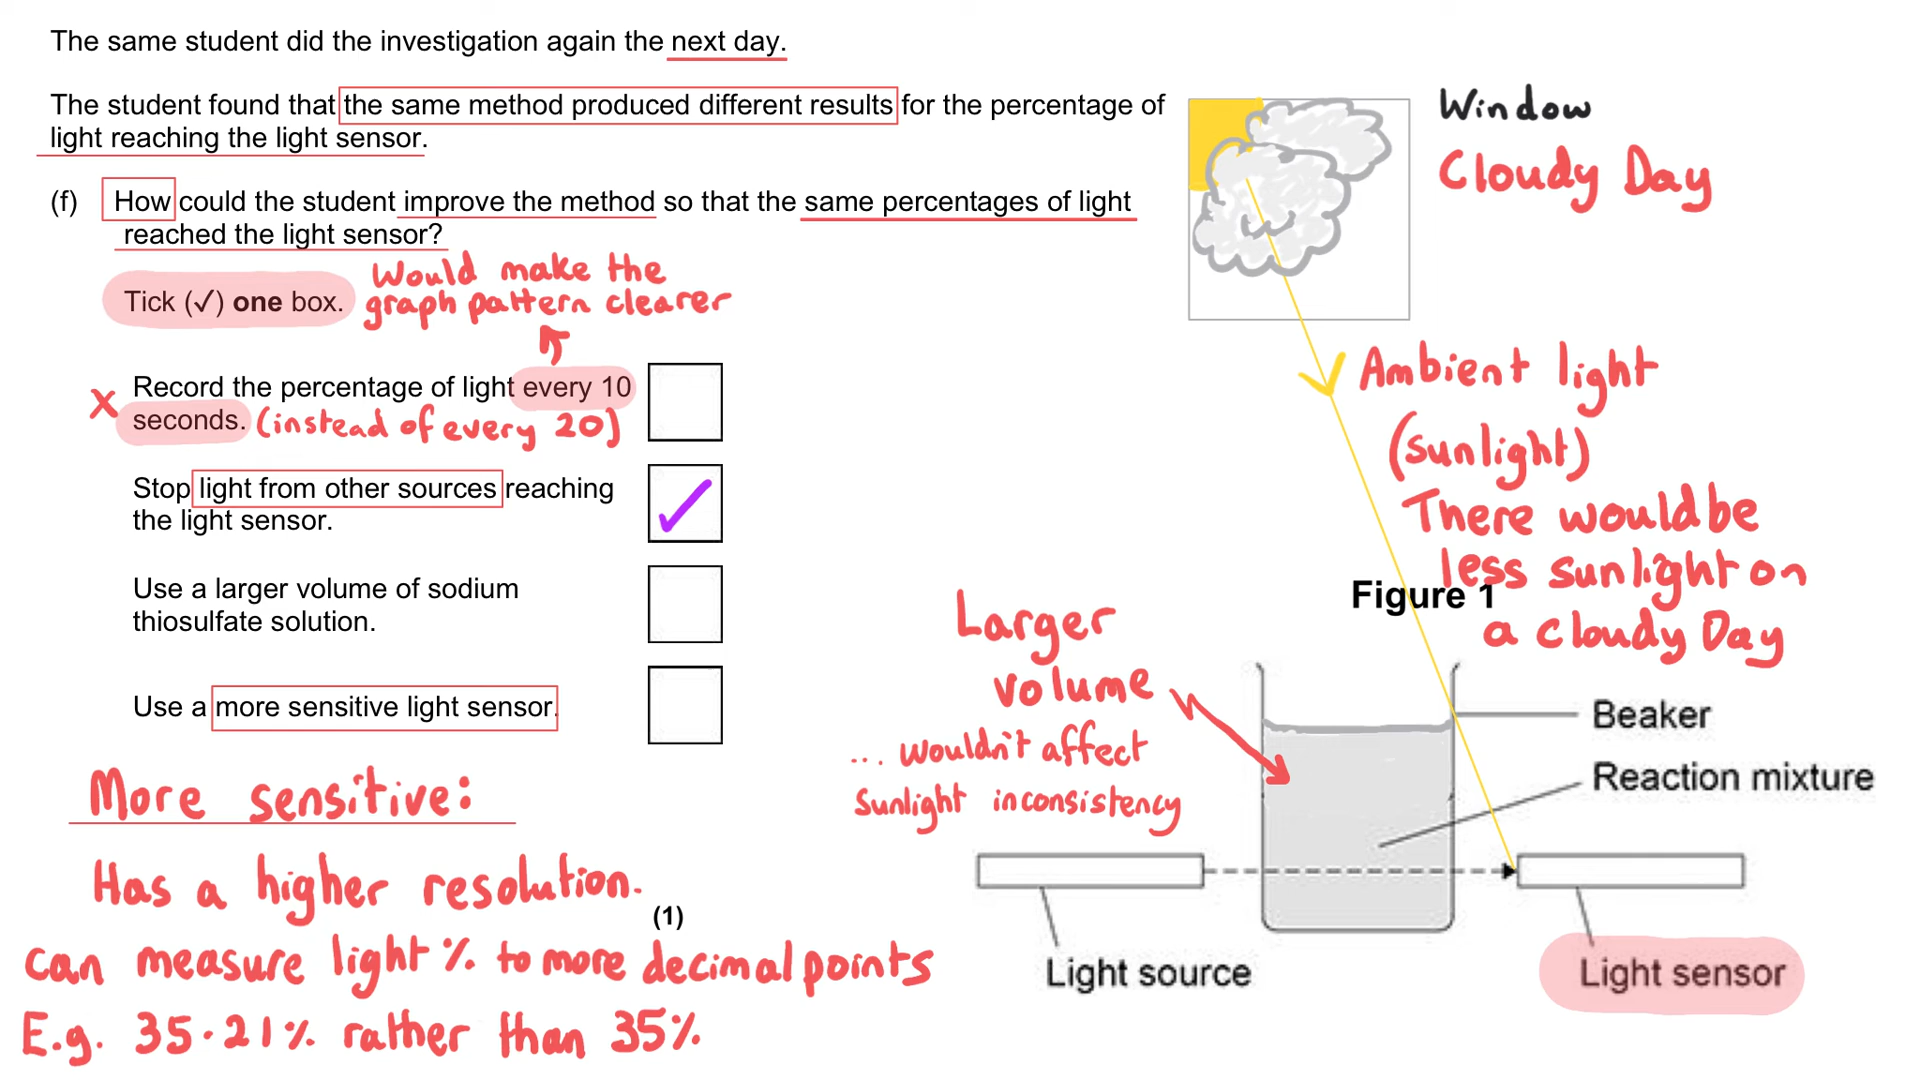 The same student did the investigation again the next day.
The student found that the same method produced different results for the percentage of
light reaching the light sensor.
(f) How could the student improve the method so that the same percentages of light
reached the light sensor?
Tick (✓) one box.
Would make the
graph pattern clearer
Record the percentage of light every 10
seconds. (instead of every 20)
Stop light from other sources reaching
the light sensor.
Use a larger volume of sodium
thiosulfate solution.
Use a more sensitive light sensor.
More sensitive:
Has a higher resolution.
(1)
can measure light % to more decimal points
E.g. 35.21% rather than 35%
Window
Cloudy Day
Ambient light
(sunlight)
There would be
less sunlight on
a cloudy Day
Figure 1
Larger
volume
... wouldn't affect
sunlight inconsistency
Beaker
Reaction mixture
Light source
Light sensor